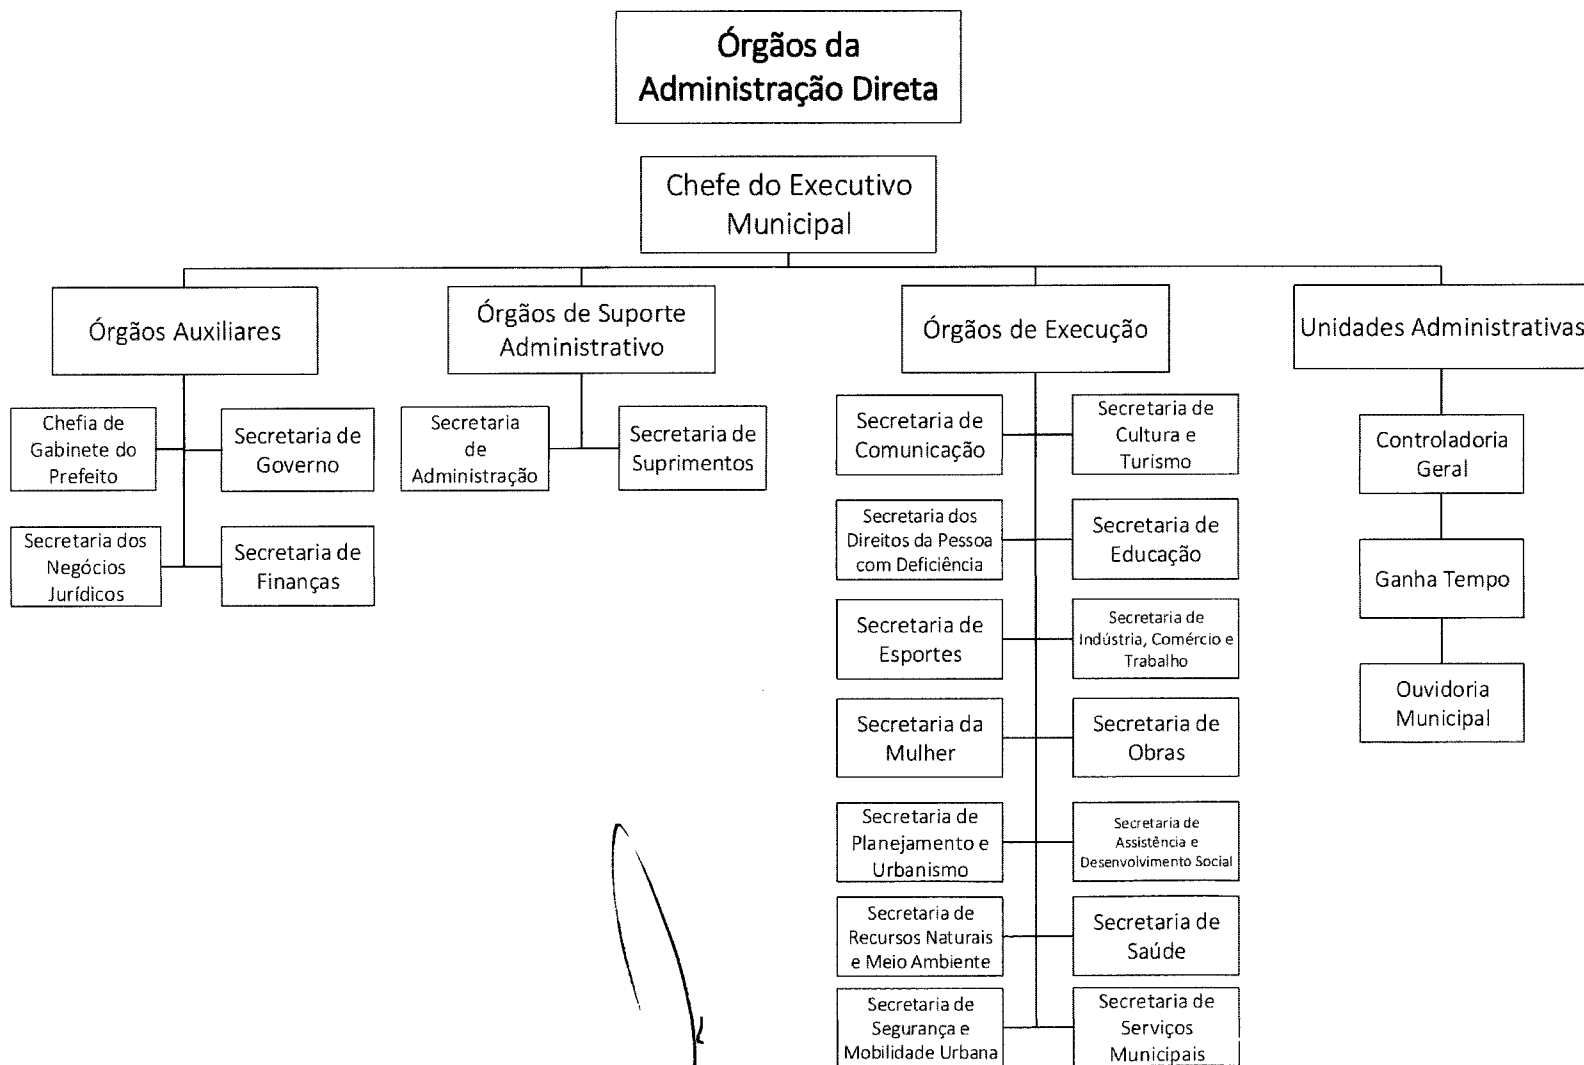 Órgãos da
Administração Direta
Chefe do Executivo
Municipal
Órgãos Auxiliares
Chefia de
Gabinete do
Prefeito
Secretaria de
Governo
Secretaria dos
Negócios
Jurídicos
Secretaria de
Finanças
Órgãos de Suporte
Administrativo
Secretaria
de
Administração
Secretaria de
Suprimentos
Órgãos de Execução
Secretaria de
Comunicação
Secretaria de
Cultura e
Turismo
Secretaria dos
Direitos da Pessoa
com Deficiência
Secretaria de
Educação
Secretaria de
Esportes
Secretaria de
Indústria, Comércio e
Trabalho
Secretaria da
Mulher
Secretaria de
Obras
Secretaria de
Planejamento e
Urbanismo
Secretaria de
Assistência e
Desenvolvimento Social
Secretaria de
Recursos Naturais
e Meio Ambiente
Secretaria de
Saúde
Secretaria de
Segurança e
Mobilidade Urbana
Secretaria de
Serviços
Municipais
Unidades Administrativas
Controladoria
Geral
Ganha Tempo
Ouvidoria
Municipal